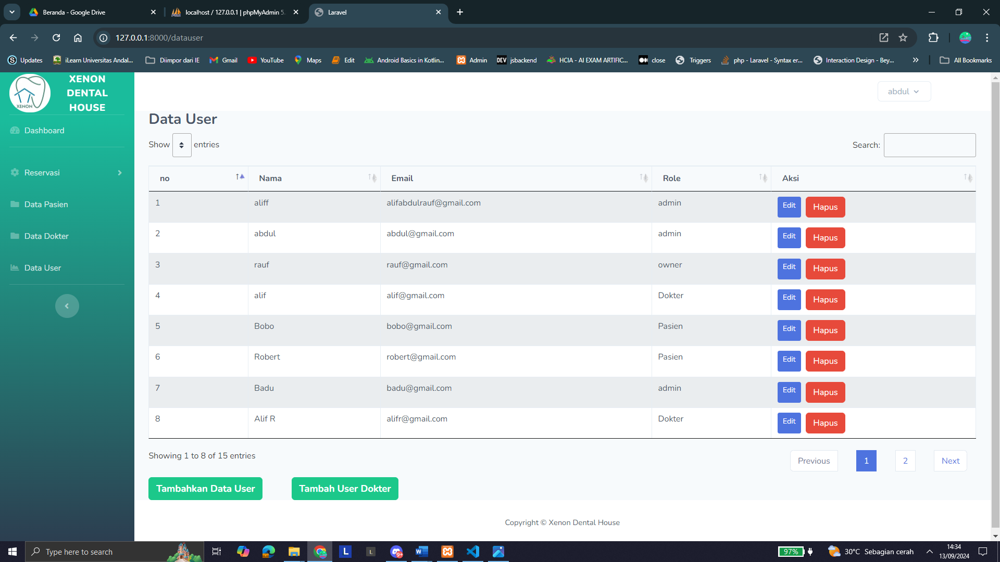 Beranda - Google Drive
localhost / 127.0.0.1 | phpMyAdmin 5.
Laravel
127.0.0.1:8000/datauser
Updates
iLearn Universitas Andal...
Diimpor dari IE
Gmail
YouTube
Maps
Edit
Android Basics in Kotlin...
Admin
DEV jsbackend
HCIA - AI EXAM ARTIFIC...
close
Triggers
php - Laravel - Syntax er...
Interaction Design - Bey...
All Bookmarks
XENON
XENON
DENTAL
HOUSE
abdul
Dashboard
Reservasi
Data Pasien
Data Dokter
Data User
Data User
Show entries
Search:
no Nama Email Role Aksi
1 aliff alifabdulrauf@gmail.com admin Edit Hapus
2 abdul abdul@gmail.com admin Edit Hapus
3 rauf rauf@gmail.com owner Edit Hapus
4 alif alif@gmail.com Dokter Edit Hapus
5 Bobo bobo@gmail.com Pasien Edit Hapus
6 Robert robert@gmail.com Pasien Edit Hapus
7 Badu badu@gmail.com admin Edit Hapus
8 Alif R alifr@gmail.com Dokter Edit Hapus
Showing 1 to 8 of 15 entries
Previous 1 2 Next
Tambahkan Data User
Tambah User Dokter
Copyright © Xenon Dental House
Type here to search
L
L
9+
97%
30°C Sebagian cerah
14:34
13/09/2024